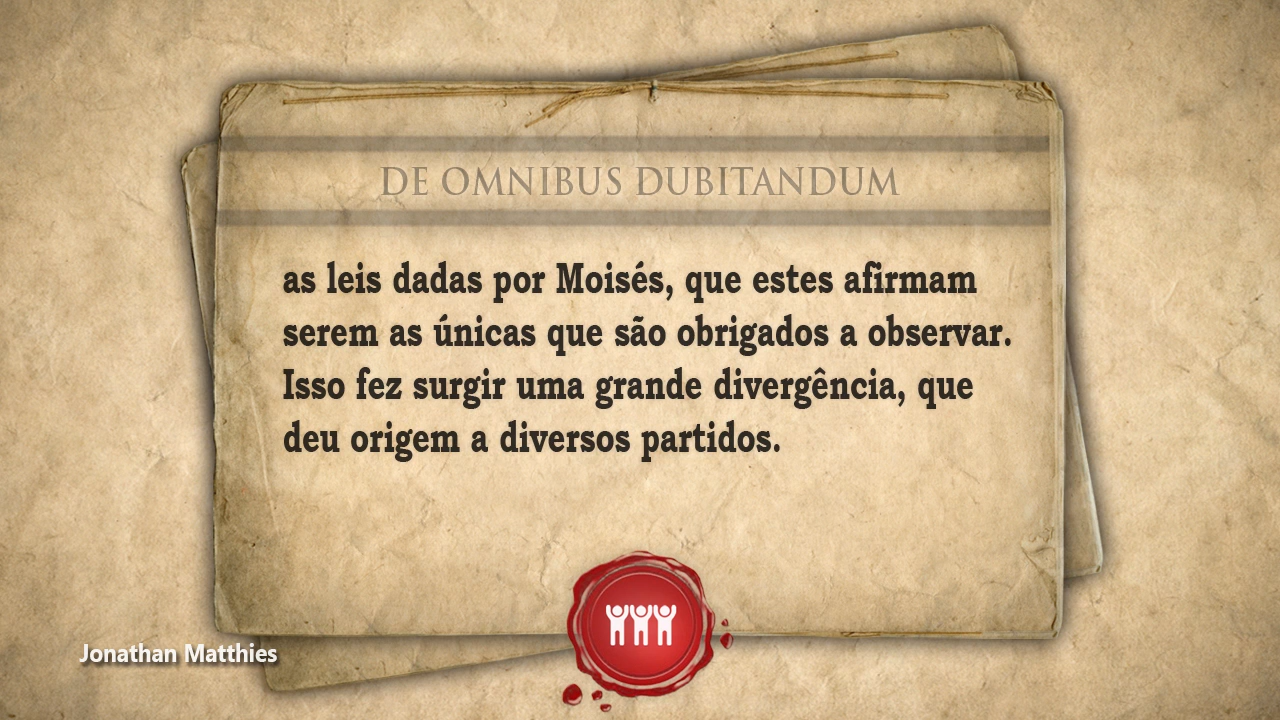 DE OMNIBUS DUBITANDUM
as leis dadas por Moisés, que estes afirmam
serem as únicas que são obrigados a observar.
Isso fez surgir uma grande divergência, que
deu origem a diversos partidos.
Jonathan Matthies